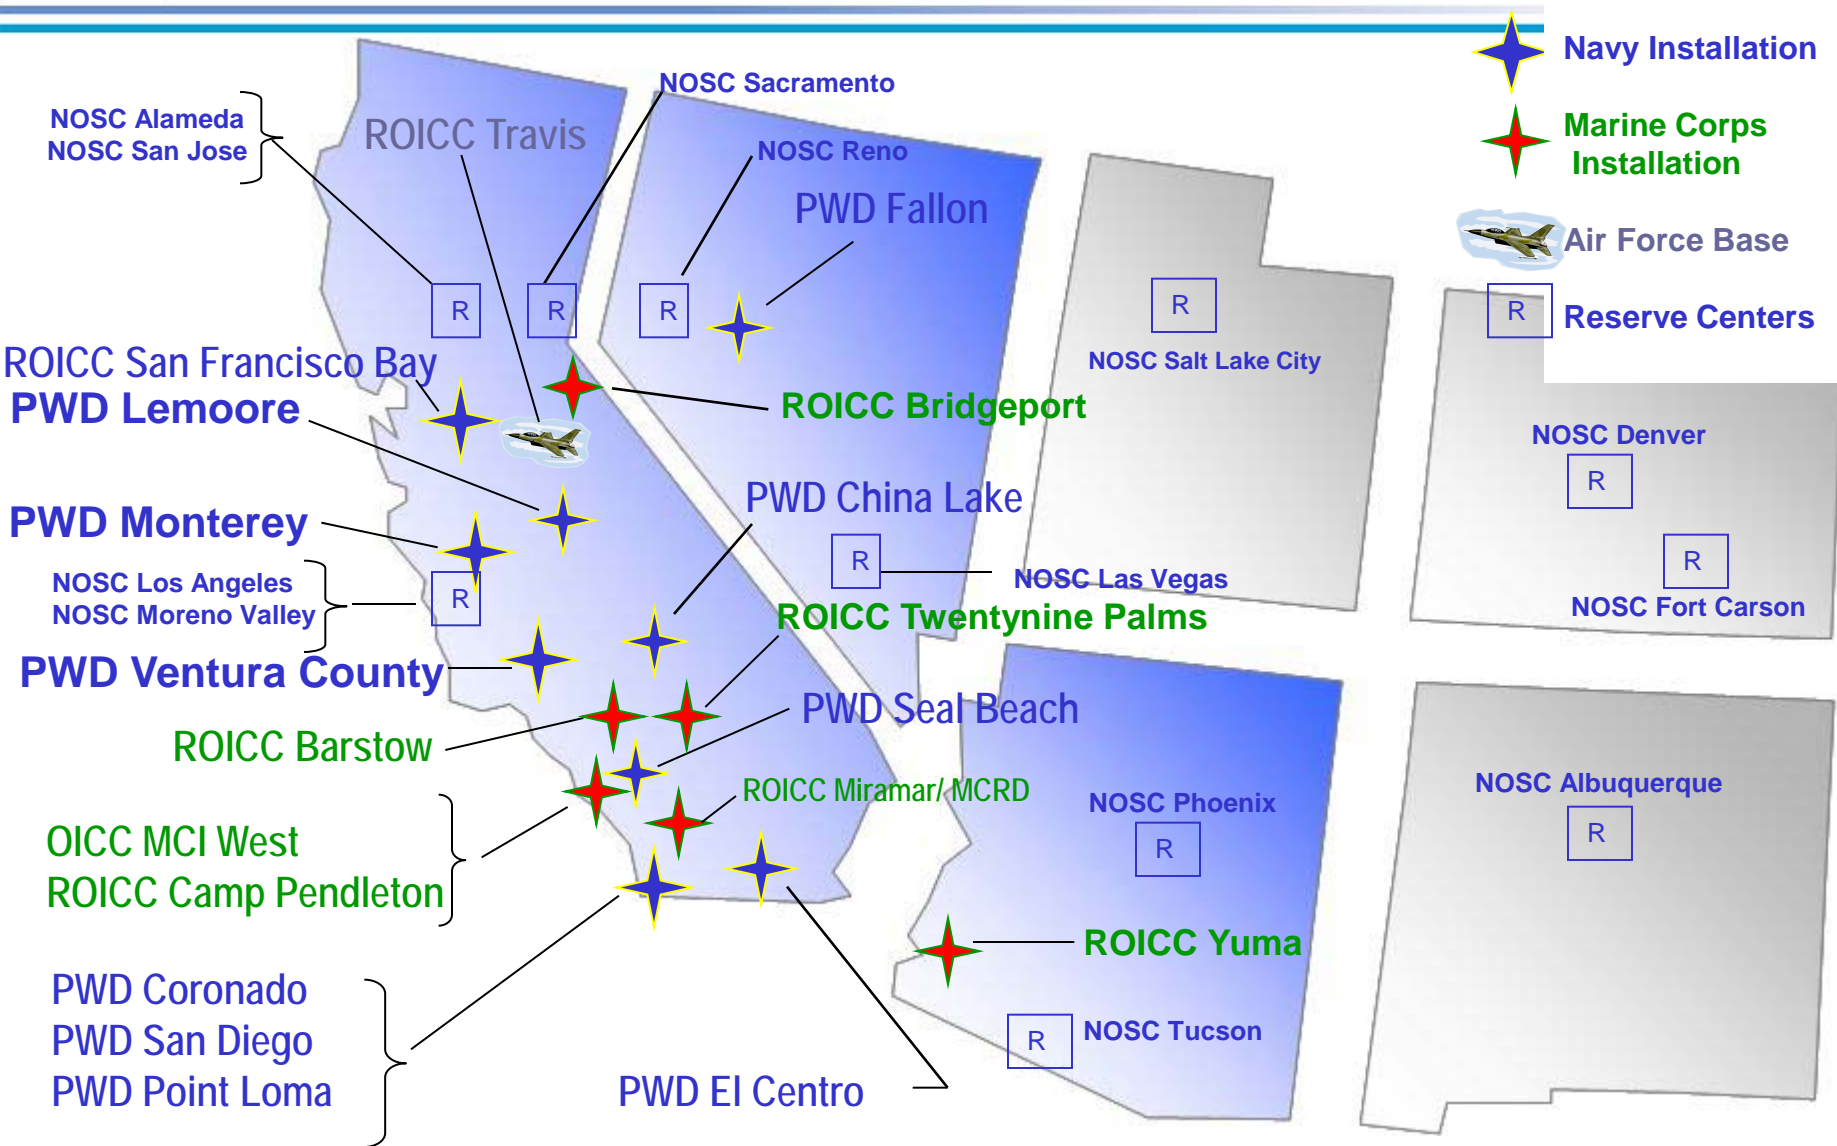 Navy Installation
Marine Corps
Installation
Air Force Base
R
Reserve Centers
NOSC Sacramento
NOSC Alameda
NOSC San Jose
ROICC Travis
NOSC Reno
PWD Fallon
R
R
R
R
NOSC Salt Lake City
ROICC San Francisco Bay
PWD Lemoore
ROICC Bridgeport
NOSC Denver
R
PWD China Lake
PWD Monterey
R
R
NOSC Las Vegas
NOSC Fort Carson
NOSC Los Angeles
NOSC Moreno Valley
R
ROICC Twentynine Palms
PWD Ventura County
PWD Seal Beach
ROICC Barstow
ROICC Miramar/ MCRD
NOSC Phoenix
R
NOSC Albuquerque
R
OICC MCI West
ROICC Camp Pendleton
ROICC Yuma
PWD Coronado
PWD San Diego
PWD Point Loma
R
NOSC Tucson
PWD El Centro